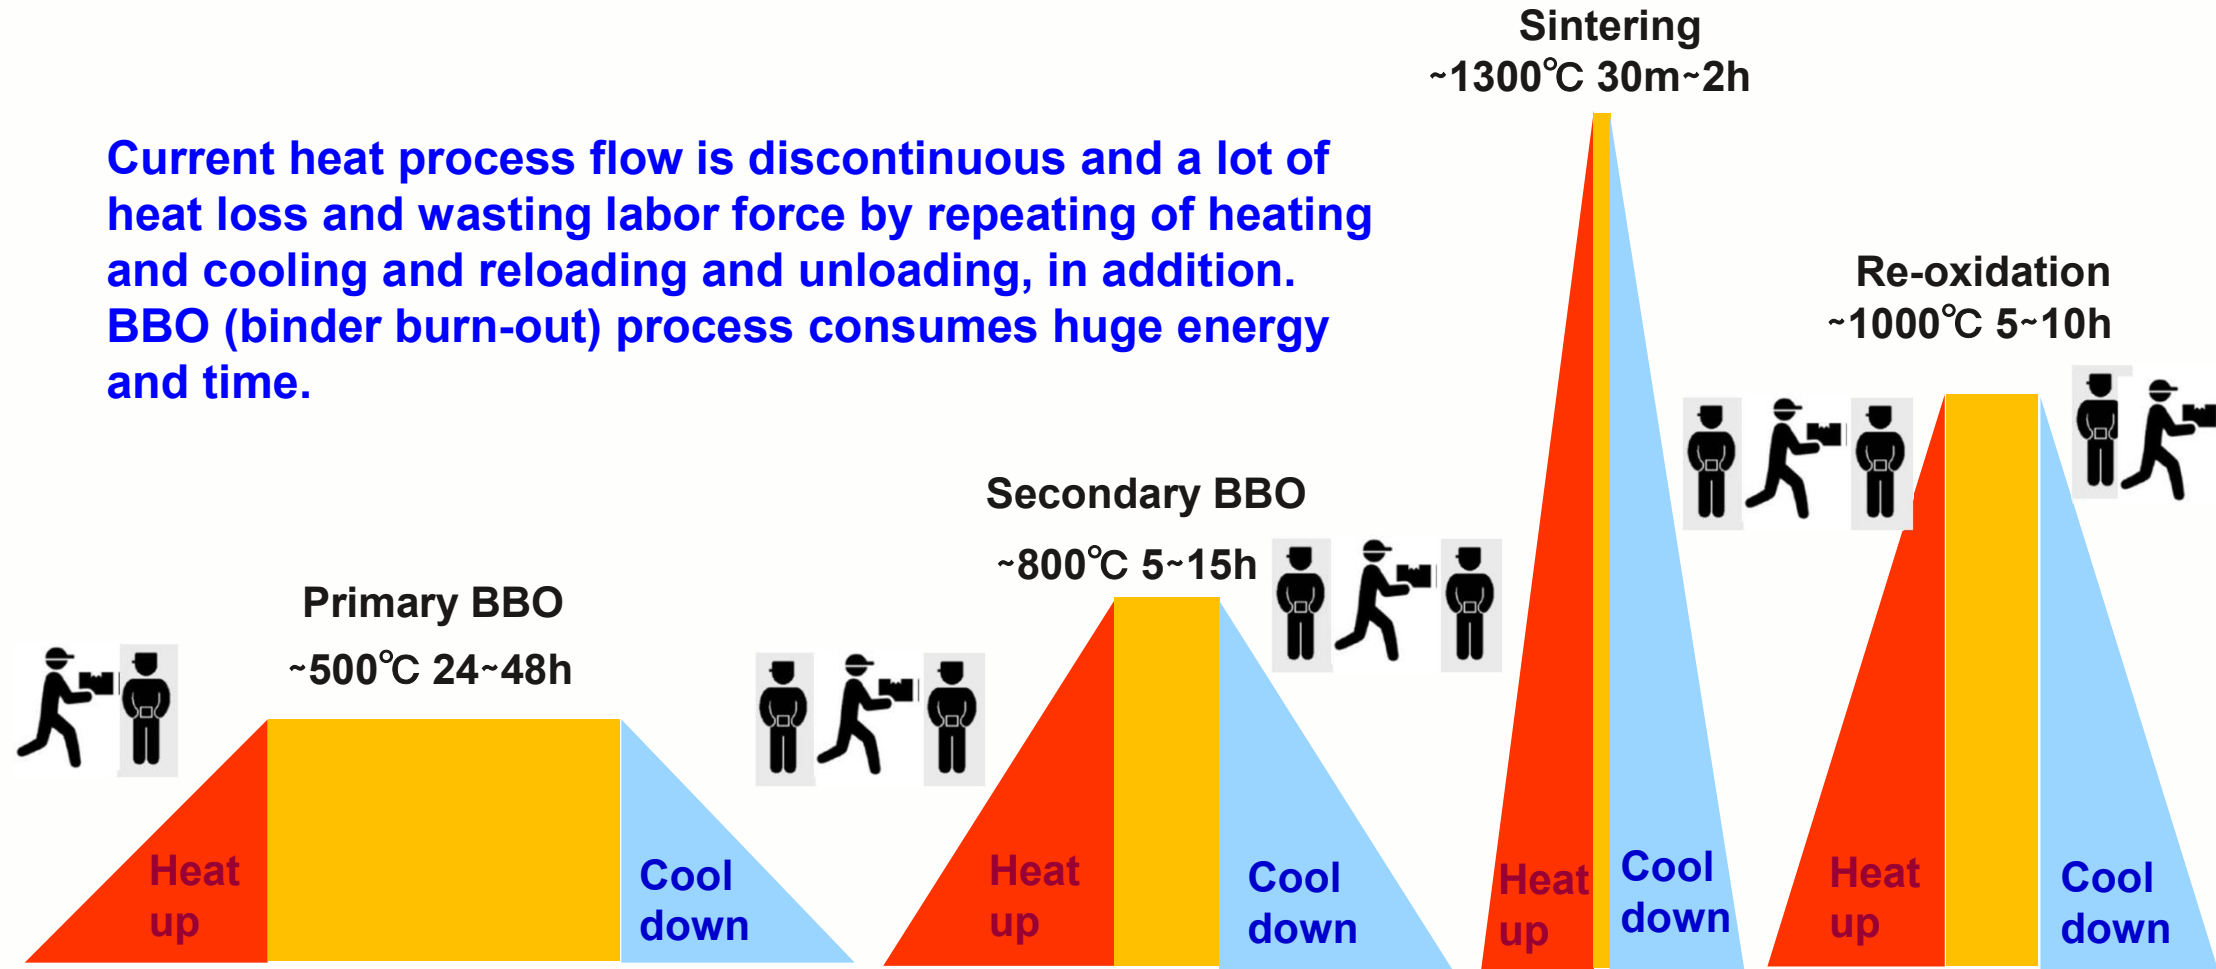 Sintering
~1300℃ 30m~2h
Current heat process flow is discontinuous and a lot of
heat loss and wasting labor force by repeating of heating
and cooling and reloading and unloading, in addition.
BBO (binder burn-out) process consumes huge energy
and time.
Re-oxidation
~1000℃ 5~10h
Secondary BBO
~800℃ 5~15h
Primary BBO
~500℃ 24~48h
Heat
up
Cool
down
Heat
up
Cool
down
Heat
up
Cool
down
Heat
up
Cool
down